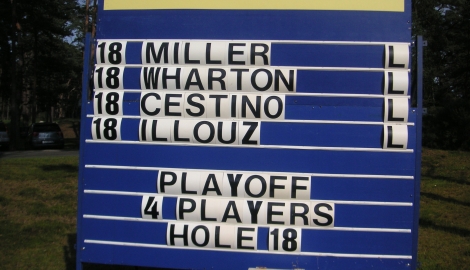 18 MILLER L
18 WHARTON L
18 CESTINO L
18 ILLOUZ L
PLAYOFF
4 PLAYERS
HOLE 18